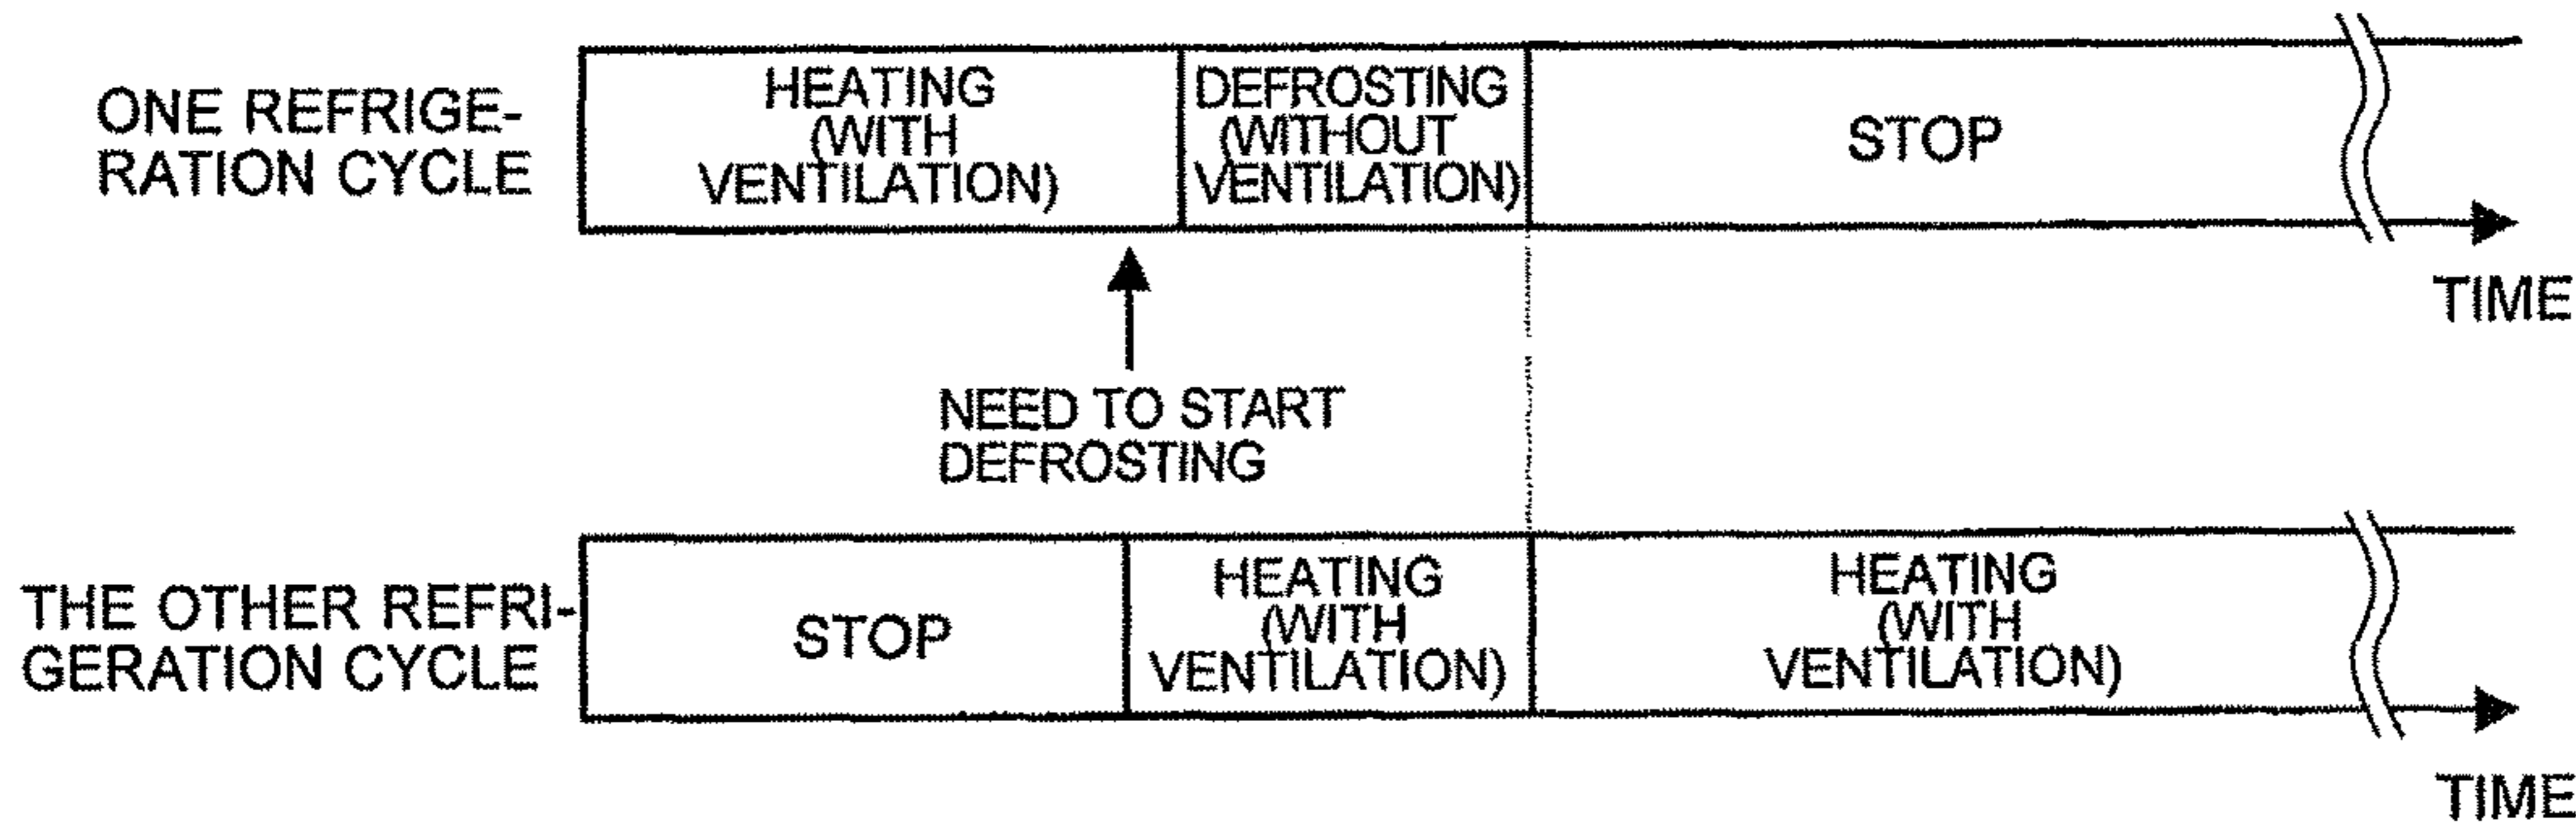 ONE REFRIGE-
RATION CYCLE
HEATING
(WITH
VENTILATION)
DEFROSTING
(WITHOUT
VENTILATION)
STOP
TIME
NEED TO START
DEFROSTING
THE OTHER REFRI-
GERATION CYCLE
STOP
HEATING
(WITH
VENTILATION)
HEATING
(WITH
VENTILATION)
TIME